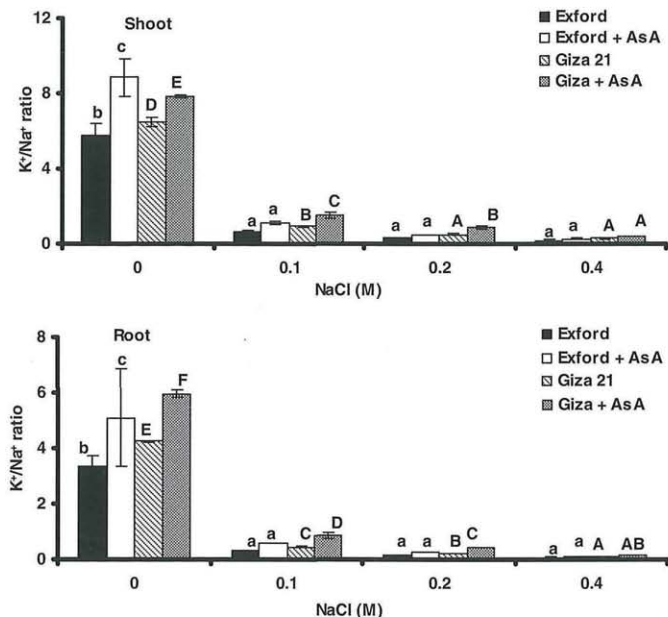 Shoot
12
8
4
0
K⁺/Na⁺ ratio
b c D E
a a B C
a a A B
a a A A
0 0.1 0.2 0.4
NaCl (M)
Exford
Exford + AsA
Giza 21
Giza + AsA
Root
8
6
4
2
0
K⁺/Na⁺ ratio
b c E F
a a C D
a a B C
a a A AB
0 0.1 0.2 0.4
NaCl (M)
Exford
Exford + AsA
Giza 21
Giza + AsA